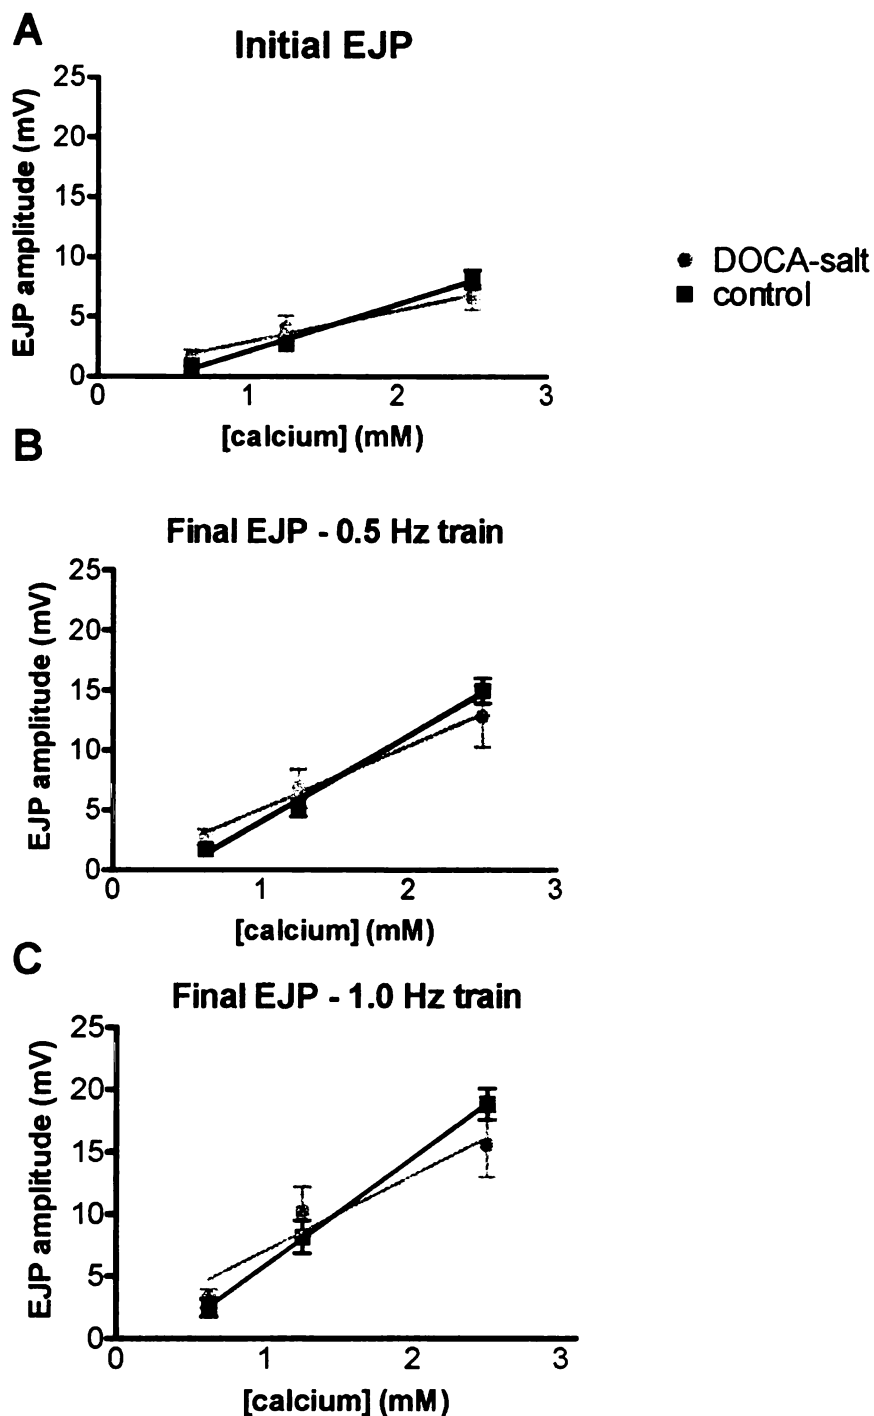 A
Initial EJP
25
20
15
10
5
0
EJP amplitude (mV)
0 1 2 3
[calcium] (mM)
DOCA-salt
control
B
Final EJP - 0.5 Hz train
25
20
15
10
5
0
EJP amplitude (mV)
0 1 2 3
[calcium] (mM)
C
Final EJP - 1.0 Hz train
25
20
15
10
5
0
EJP amplitude (mV)
0 1 2 3
[calcium] (mM)